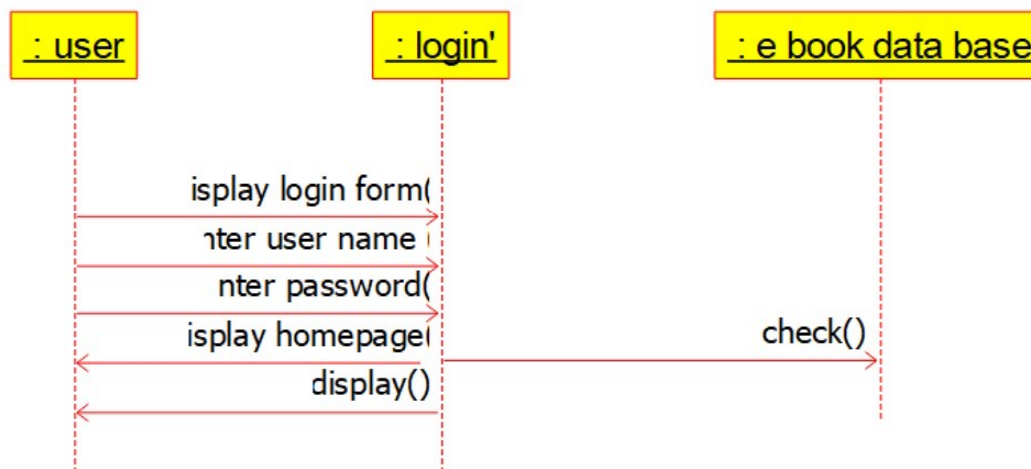 : user
: login'
: e book data base
isplay login form(
nter user name (
nter password(
isplay homepage(
check()
display()